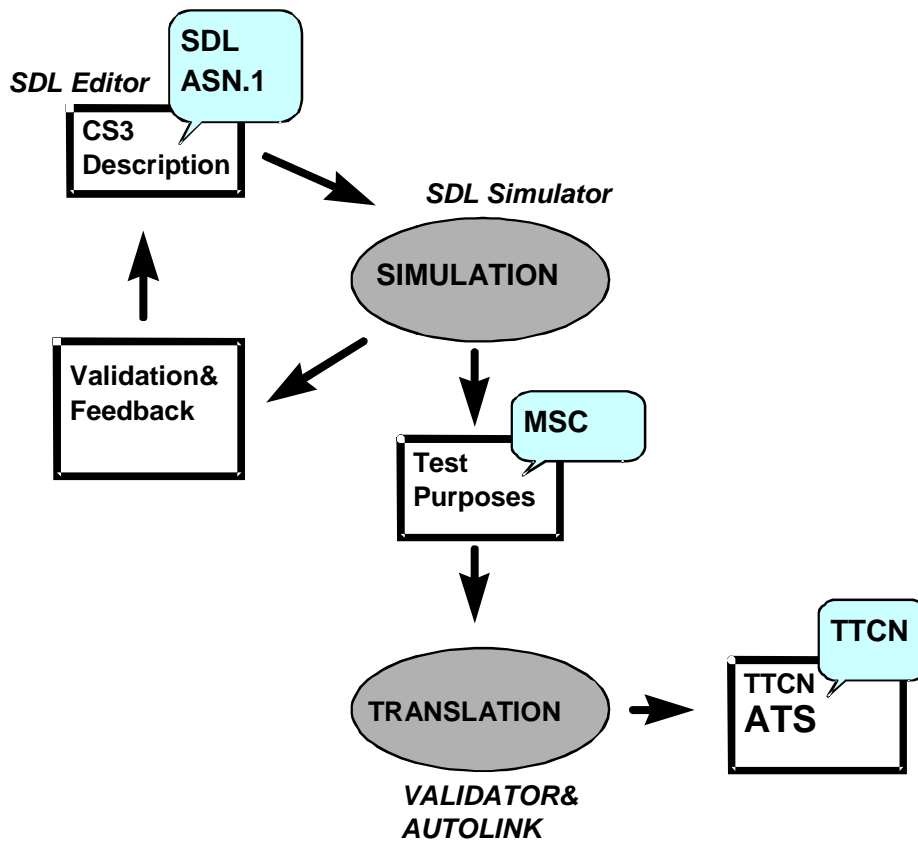 SDL
ASN.1
SDL Editor
CS3
Description
SDL Simulator
SIMULATION
Validation&
Feedback
MSC
Test
Purposes
TTCN
TTCN
ATS
TRANSLATION
VALIDATOR&
AUTOLINK